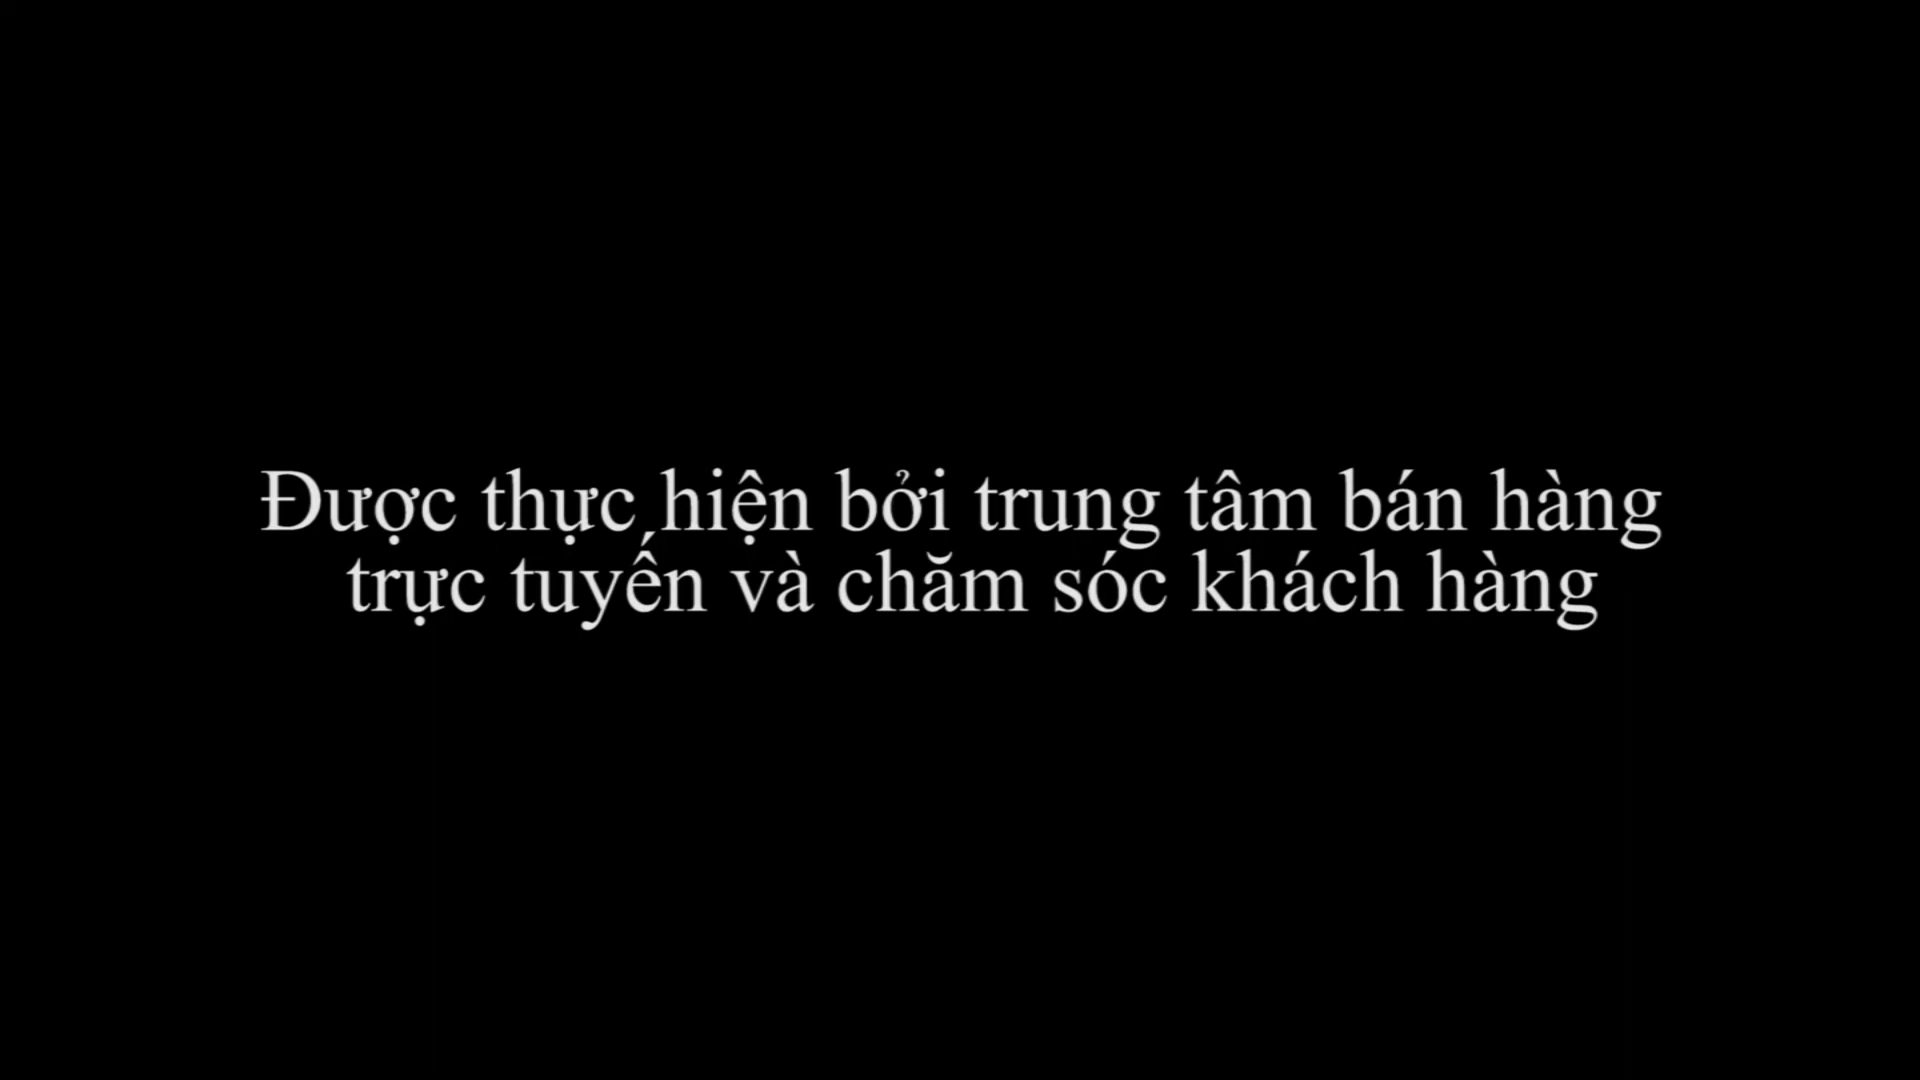 Được thực hiện bởi trung tâm bán hàng
trực tuyến và chăm sóc khách hàng